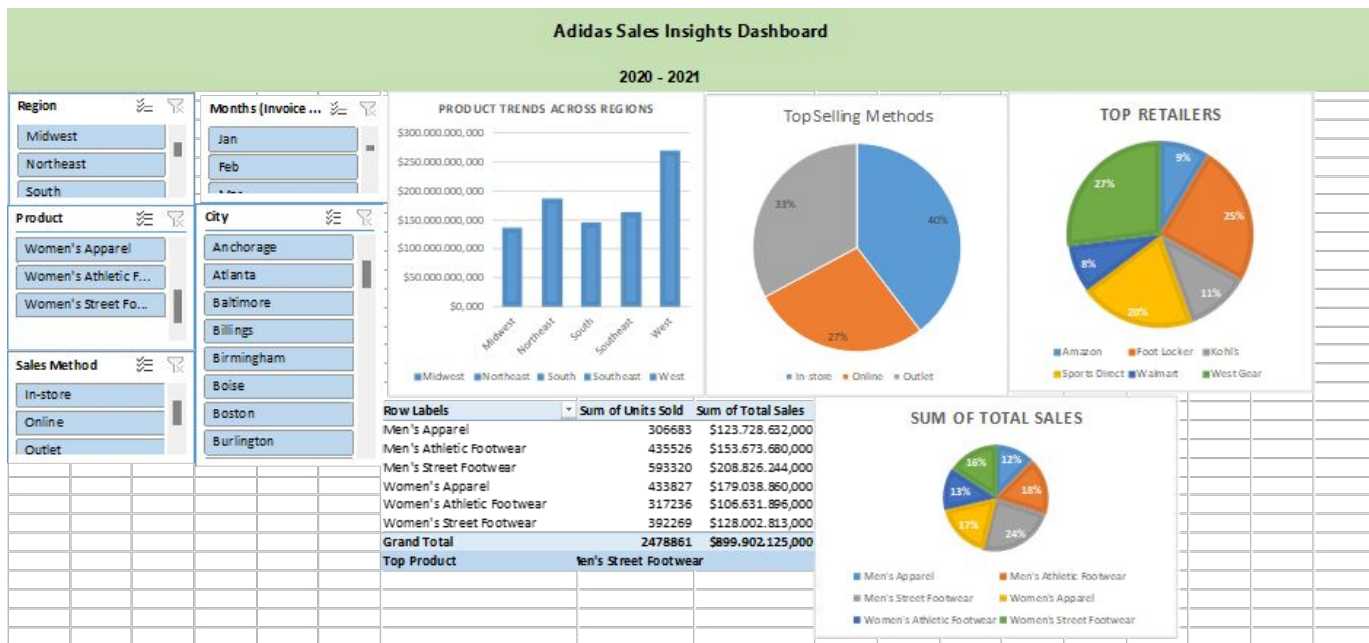 Adidas Sales Insights Dashboard
2020 - 2021
Region
Midwest
Northeast
South
Months (Invoice ...
Jan
Feb
Product
Women's Apparel
Women's Athletic F...
Women's Street Fo...
City
Anchorage
Atlanta
Baltimore
Billings
Birmingham
Boise
Boston
Burlington
Sales Method
In-store
Online
Outlet
PRODUCT TRENDS ACROSS REGIONS
$300.000.000,000
$250.000.000,000
$200.000.000,000
$150.000.000,000
$100.000.000,000
$50.000.000,000
$0,000
Midwest
Northeast
South
Southeast
West
Midwest Northeast South Southeast West
Top Selling Methods
33%
40%
27%
In-store Online Outlet
TOP RETAILERS
9%
27%
25%
8%
11%
20%
Amazon Foot Locker Kohl's
Sports Direct Walmart West Gear
Row Labels Sum of Units Sold Sum of Total Sales
Men's Apparel 306683 $123.728.632,000
Men's Athletic Footwear 435526 $153.673.680,000
Men's Street Footwear 593320 $208.826.244,000
Women's Apparel 433827 $179.038.860,000
Women's Athletic Footwear 317236 $106.631.896,000
Women's Street Footwear 392269 $128.002.813,000
Grand Total 2478861 $899.902.125,000
Top Product Men's Street Footwear
SUM OF TOTAL SALES
16%
12%
13%
18%
17%
24%
Men's Apparel Men's Athletic Footwear
Men's Street Footwear Women's Apparel
Women's Athletic Footwear Women's Street Footwear